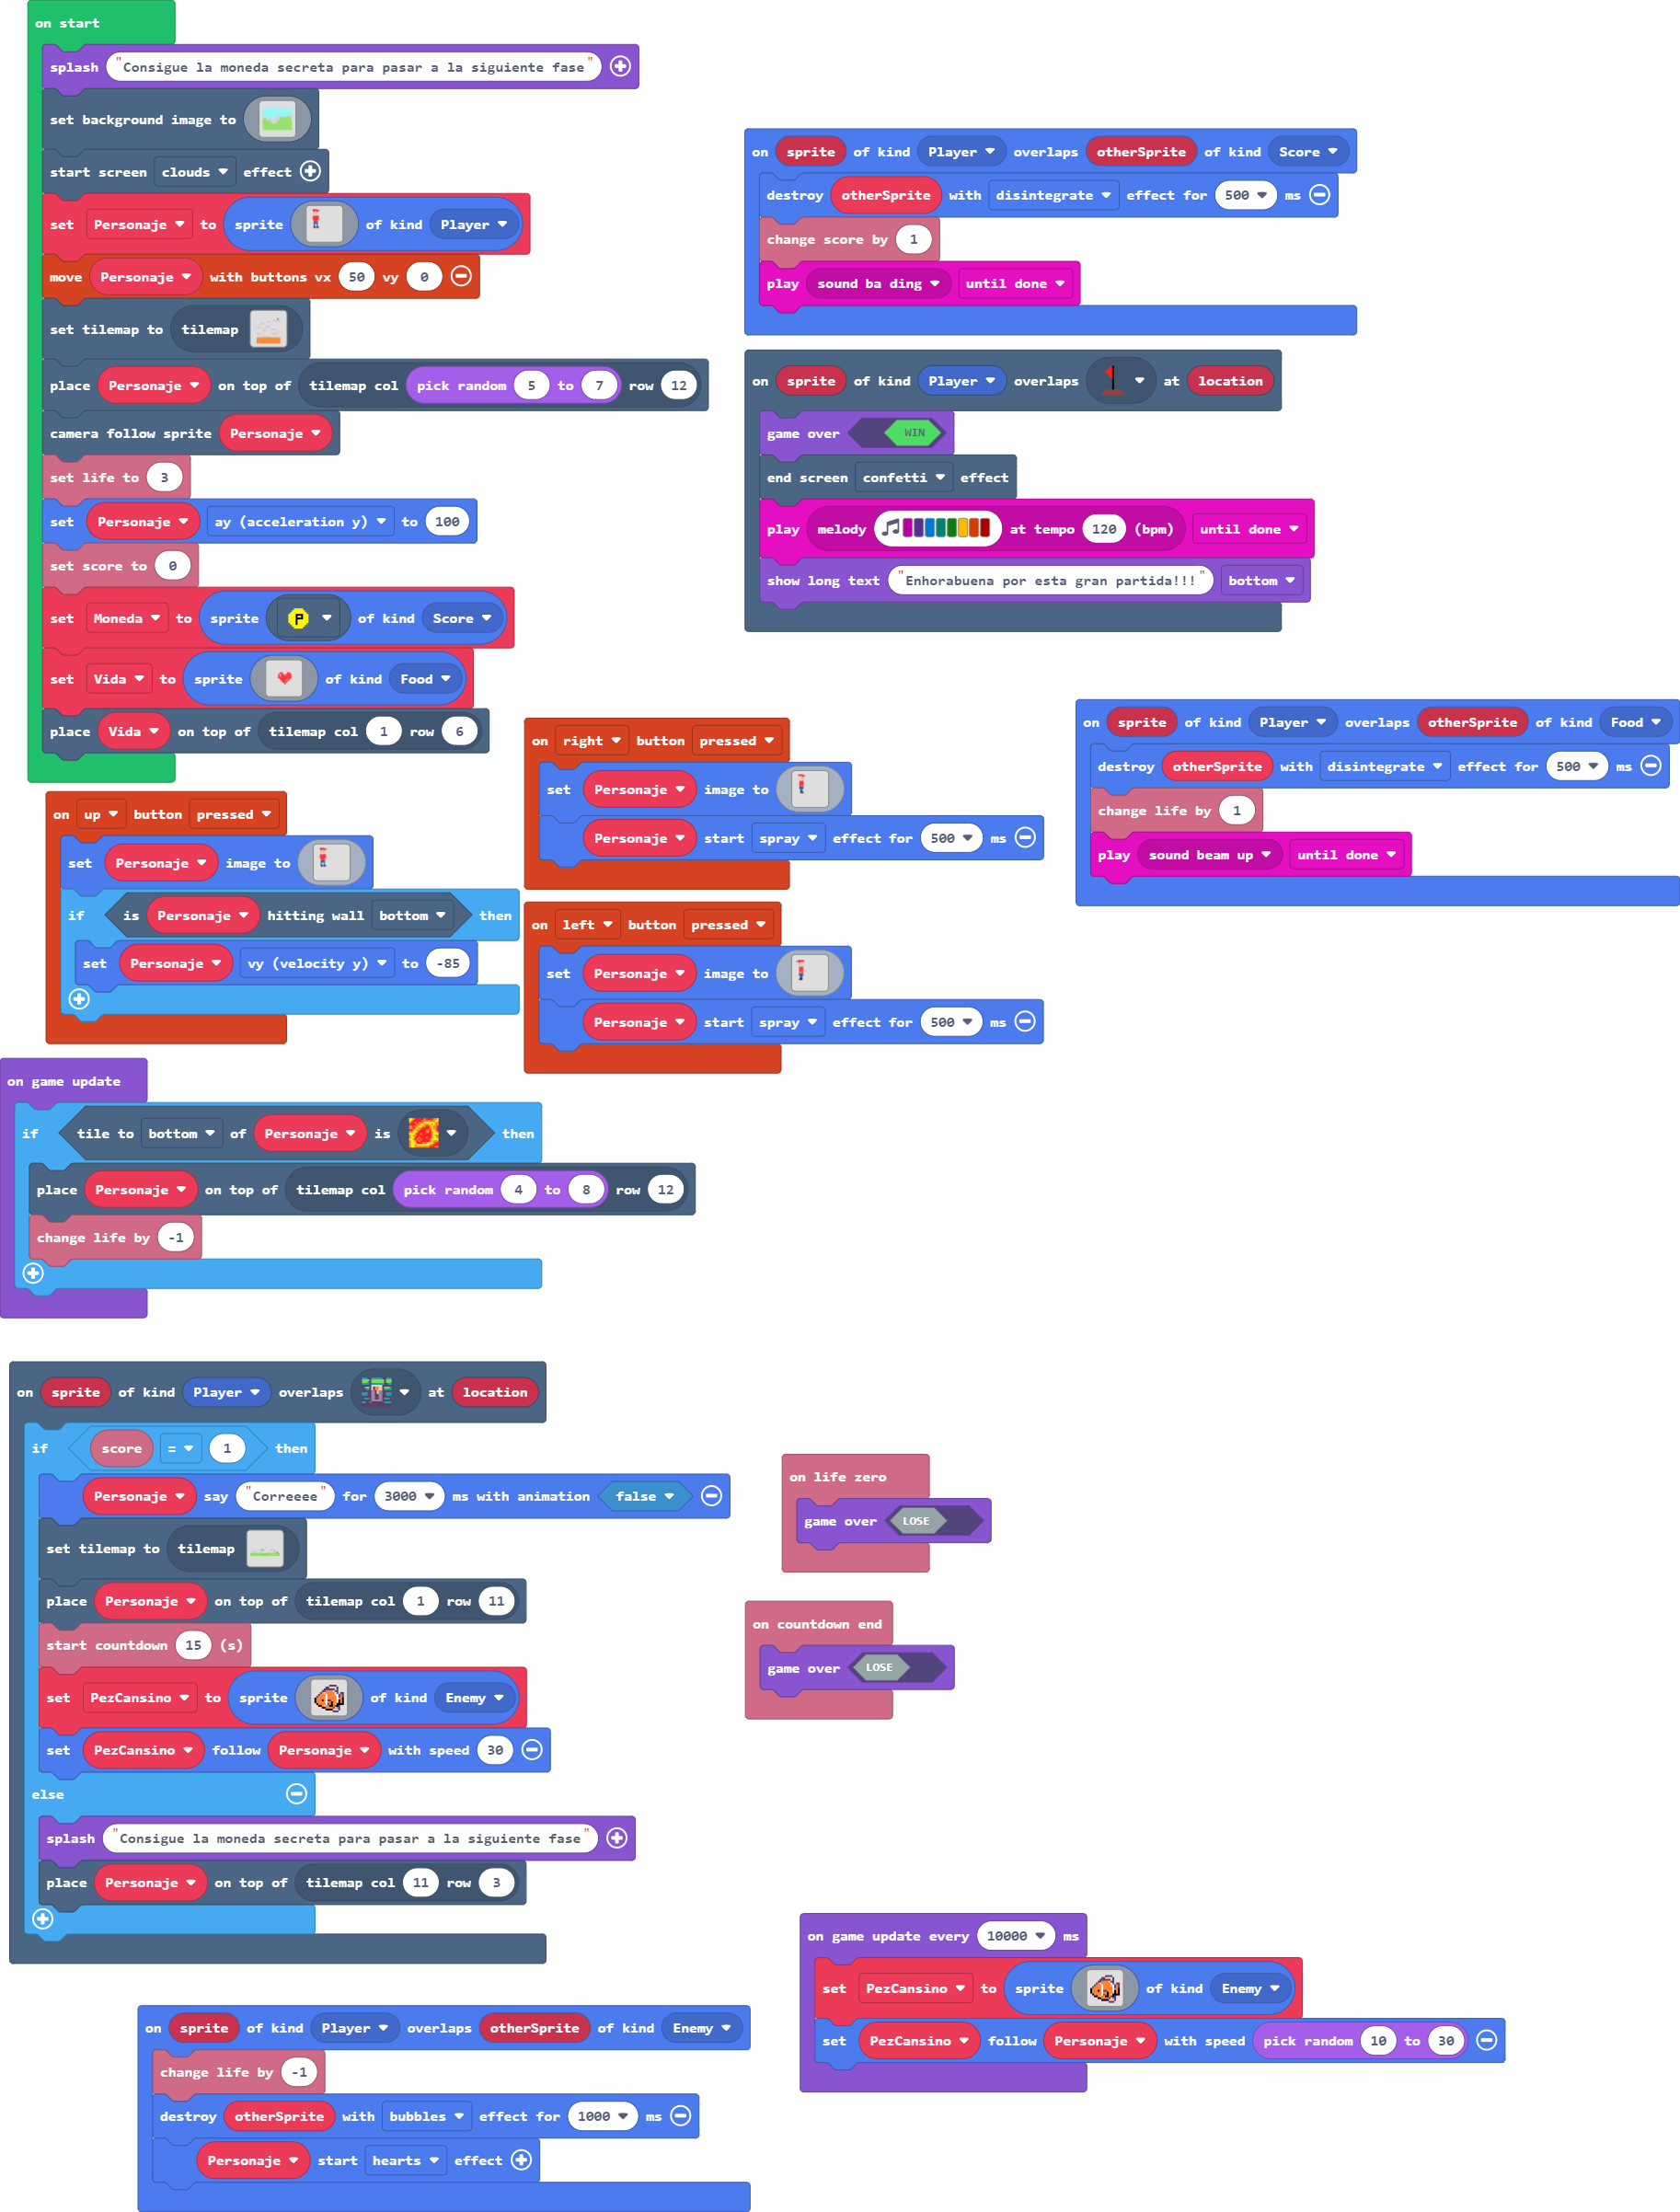 on start
splash "Consigue la moneda secreta para pasar a la siguiente fase"
set background image to
start screen clouds effect
set Personaje to sprite of kind Player
move Personaje with buttons vx 50 vy 0
set tilemap to tilemap
place Personaje on top of tilemap col pick random 5 to 7 row 12
camera follow sprite Personaje
set life to 3
set Personaje ay (acceleration y) to 100
set score to 0
set Moneda to sprite P of kind Score
set Vida to sprite of kind Food
place Vida on top of tilemap col 1 row 6
on sprite of kind Player overlaps otherSprite of kind Score
destroy otherSprite with disintegrate effect for 500 ms
change score by 1
play sound ba ding until done
on sprite of kind Player overlaps at location
game over WIN
end screen confetti effect
play melody at tempo 120 (bpm) until done
show long text "Enhorabuena por esta gran partida!!!" bottom
on up button pressed
set Personaje image to
if is Personaje hitting wall bottom then
set Personaje vy (velocity y) to -85
on right button pressed
set Personaje image to
Personaje start spray effect for 500 ms
on left button pressed
set Personaje image to
Personaje start spray effect for 500 ms
on sprite of kind Player overlaps otherSprite of kind Food
destroy otherSprite with disintegrate effect for 500 ms
change life by 1
play sound beam up until done
on game update
if tile to bottom of Personaje is then
place Personaje on top of tilemap col pick random 4 to 8 row 12
change life by -1
on sprite of kind Player overlaps at location
if score = 1 then
Personaje say "Correeee" for 3000 ms with animation false
set tilemap to tilemap
place Personaje on top of tilemap col 1 row 11
start countdown 15 (s)
set PezCansino to sprite of kind Enemy
set PezCansino follow Personaje with speed 30
else
splash "Consigue la moneda secreta para pasar a la siguiente fase"
place Personaje on top of tilemap col 11 row 3
on life zero
game over LOSE
on countdown end
game over LOSE
on game update every 10000 ms
set PezCansino to sprite of kind Enemy
set PezCansino follow Personaje with speed pick random 10 to 30
on sprite of kind Player overlaps otherSprite of kind Enemy
change life by -1
destroy otherSprite with bubbles effect for 1000 ms
Personaje start hearts effect